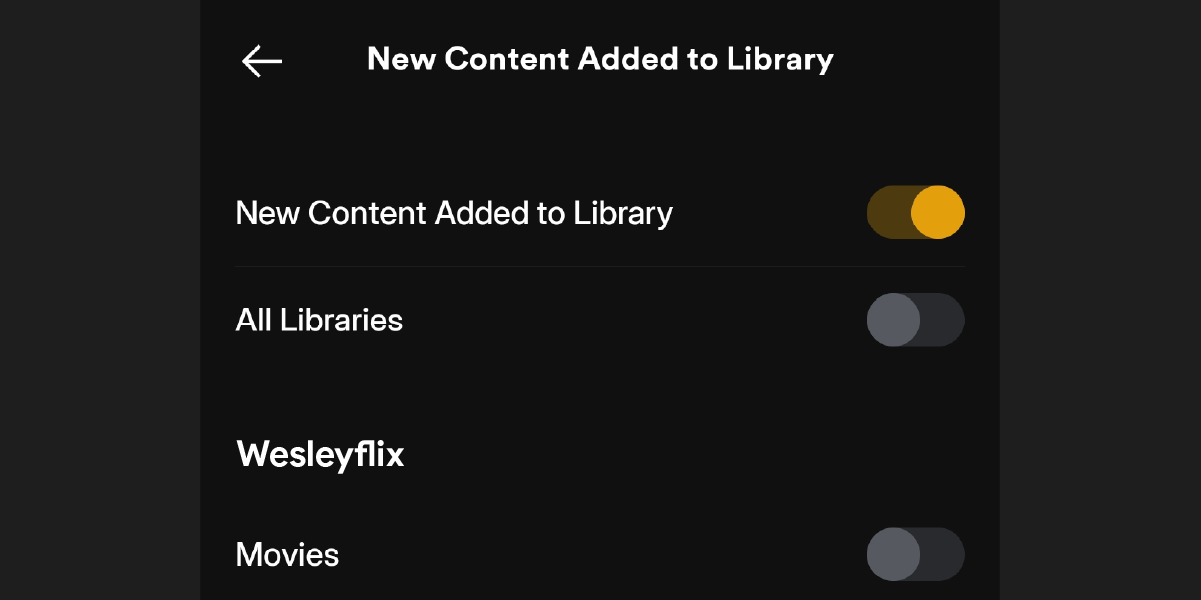 New Content Added to Library
New Content Added to Library
All Libraries
Wesleyflix
Movies